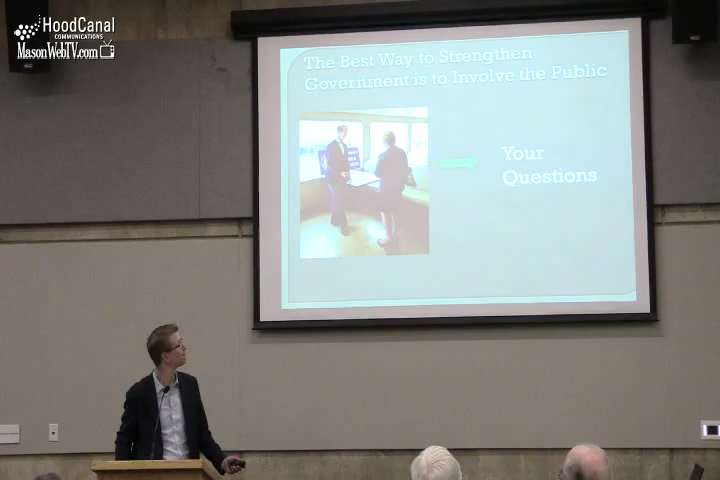 HoodCanal
COMMUNICATIONS
MasonWebTV.com
The Best Way to Strengthen
Government is to Involve the Public
Your
Questions